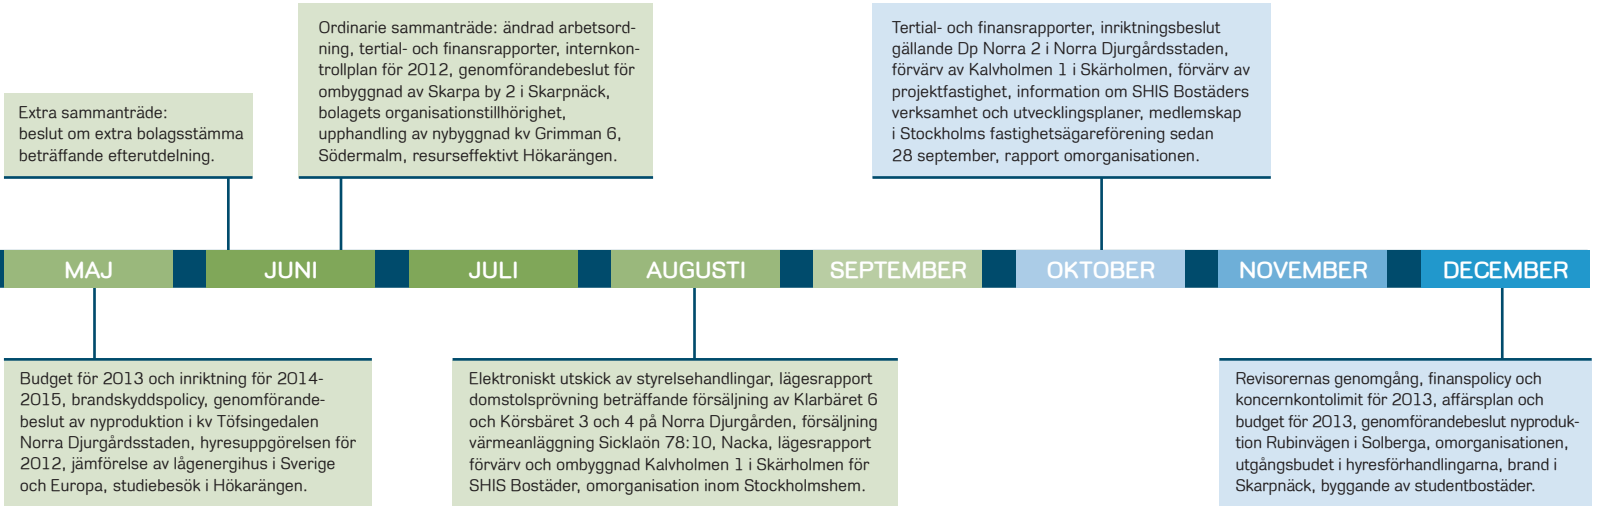 Extra sammanträde:
beslut om extra bolagsstämma
beträffande efterutdelning.
Ordinarie sammanträde: ändrad arbetsord-
ning, tertial- och finansrapporter, internkon-
trollplan för 2012, genomförandebeslut för
ombyggnad av Skarpa by 2 i Skarpnäck,
bolagets organisationstillhörighet,
upphandling av nybyggnad kv Grimman 6,
Södermalm, resurseffektivt Hökarängen.
Tertial- och finansrapporter, inriktningsbeslut
gällande Dp Norra 2 i Norra Djurgårdsstaden,
förvärv av Kalvholmen 1 i Skärholmen, förvärv av
projektfastighet, information om SHIS Bostäders
verksamhet och utvecklingsplaner, medlemskap
i Stockholms fastighetsägareförening sedan
28 september, rapport omorganisationen.
MAJ JUNI JULI AUGUSTI SEPTEMBER OKTOBER NOVEMBER DECEMBER
Budget för 2013 och inriktning för 2014-
2015, brandskyddspolicy, genomförande-
beslut av nyproduktion i kv Töfsingedalen
Norra Djurgårdsstaden, hyresuppgörelsen för
2012, jämförelse av lågenergihus i Sverige
och Europa, studiebesök i Hökarängen.
Elektroniskt utskick av styrelsehandlingar, lägesrapport
domstolsprövning beträffande försäljning av Klarbäret 6
och Körsbäret 3 och 4 på Norra Djurgården, försäljning
värmeanläggning Sicklaön 78:10, Nacka, lägesrapport
förvärv och ombyggnad Kalvholmen 1 i Skärholmen för
SHIS Bostäder, omorganisation inom Stockholmshem.
Revisorernas genomgång, finanspolicy och
koncernkontolimit för 2013, affärsplan och
budget för 2013, genomförandebeslut nyproduk-
tion Rubinvägen i Solberga, omorganisationen,
utgångsbudet i hyresförhandlingarna, brand i
Skarpnäck, byggande av studentbostäder.